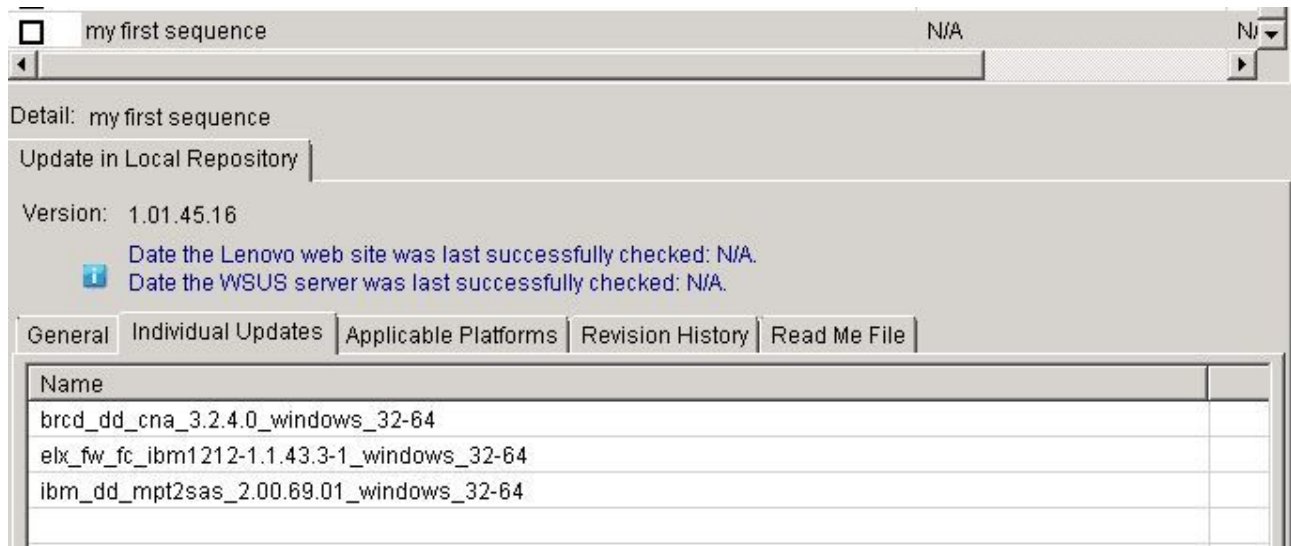 my first sequence N/A N/
Detail: my first sequence
Update in Local Repository
Version: 1.01.45.16
Date the Lenovo web site was last successfully checked: N/A.
Date the WSUS server was last successfully checked: N/A.
General Individual Updates Applicable Platforms Revision History Read Me File
Name
brcd_dd_cna_3.2.4.0_windows_32-64
elx_fw_fc_ibm1212-1.1.43.3-1_windows_32-64
ibm_dd_mpt2sas_2.00.69.01_windows_32-64